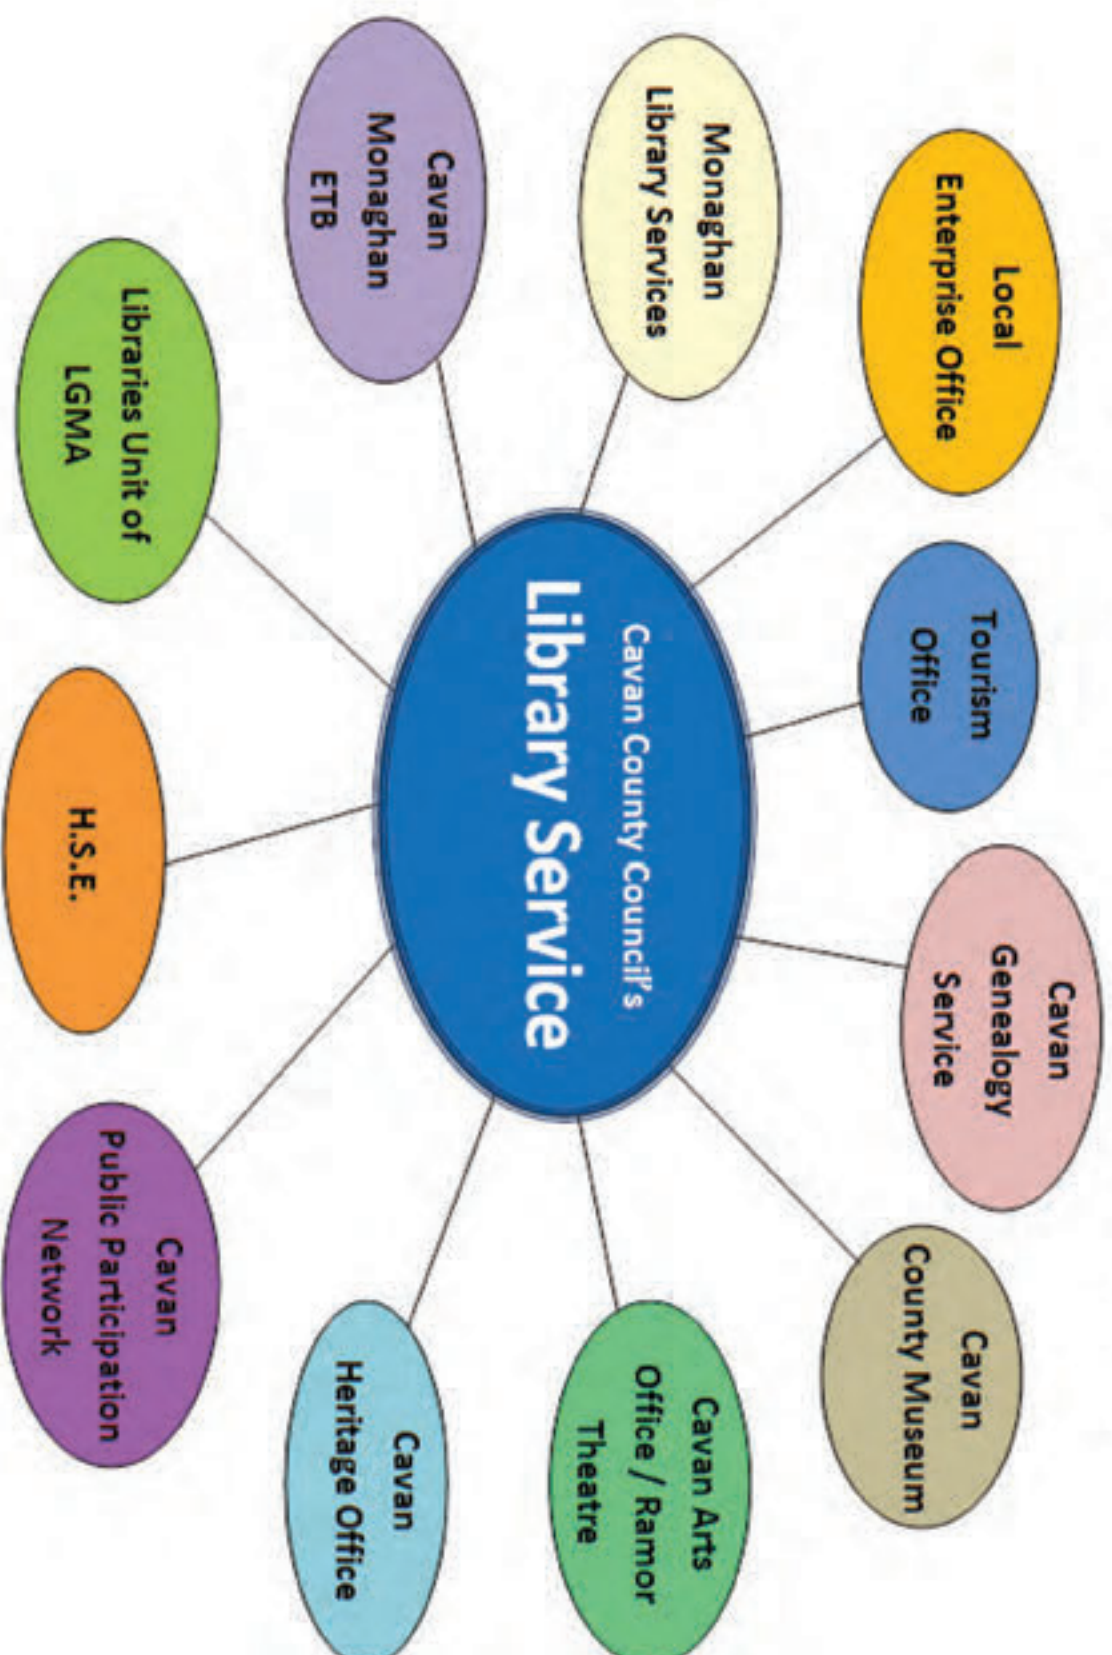 Local
Enterprise Office
Tourism
Office
Cavan
Genealogy
Service
Cavan
County Museum
Monaghan
Library Services
Cavan County Council's
Library Service
Cavan Arts
Office / Ramor
Theatre
Cavan
Monaghan
ETB
Cavan
Heritage Office
Libraries Unit of
LGMA
H.S.E.
Cavan
Public Participation
Network